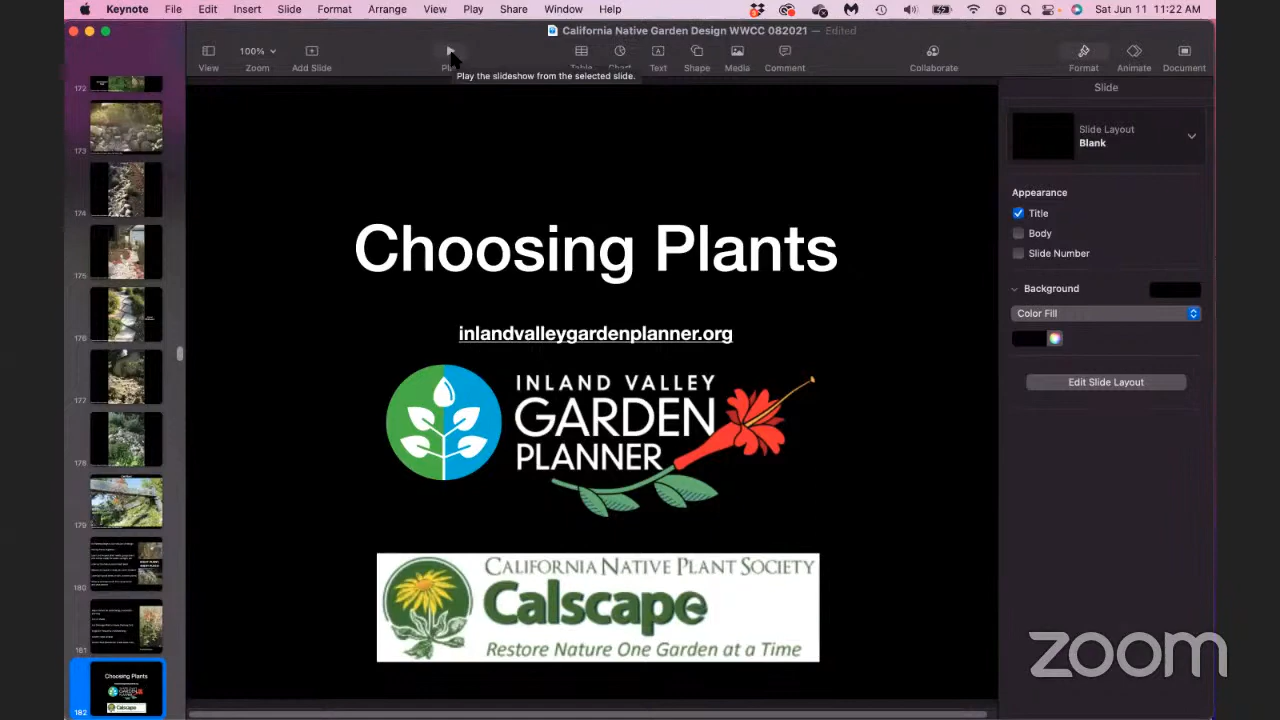 Keynote File Edit Insert Slide Format Arrange View Play Share Window Help Sat Jun 11 11:22 AM
California Native Garden Design WWCC 082021 — Edited
View 100% Zoom Add Slide Play Table Chart Text Shape Media Comment Collaborate Format Animate Document
Play the slideshow from the selected slide.
172
173
174
175
176
177
178
179
180
181
182
Choosing Plants
inlandvalleygardenplanner.org
INLAND VALLEY
GARDEN
PLANNER
CALIFORNIA NATIVE PLANT SOCIETY
Calscape
Restore Nature One Garden at a Time
Slide
Slide Layout
Blank
Appearance
Title
Body
Slide Number
Background
Color Fill
Edit Slide Layout
Choosing Plants
GARDEN
PLANNER
Calscape
zoom